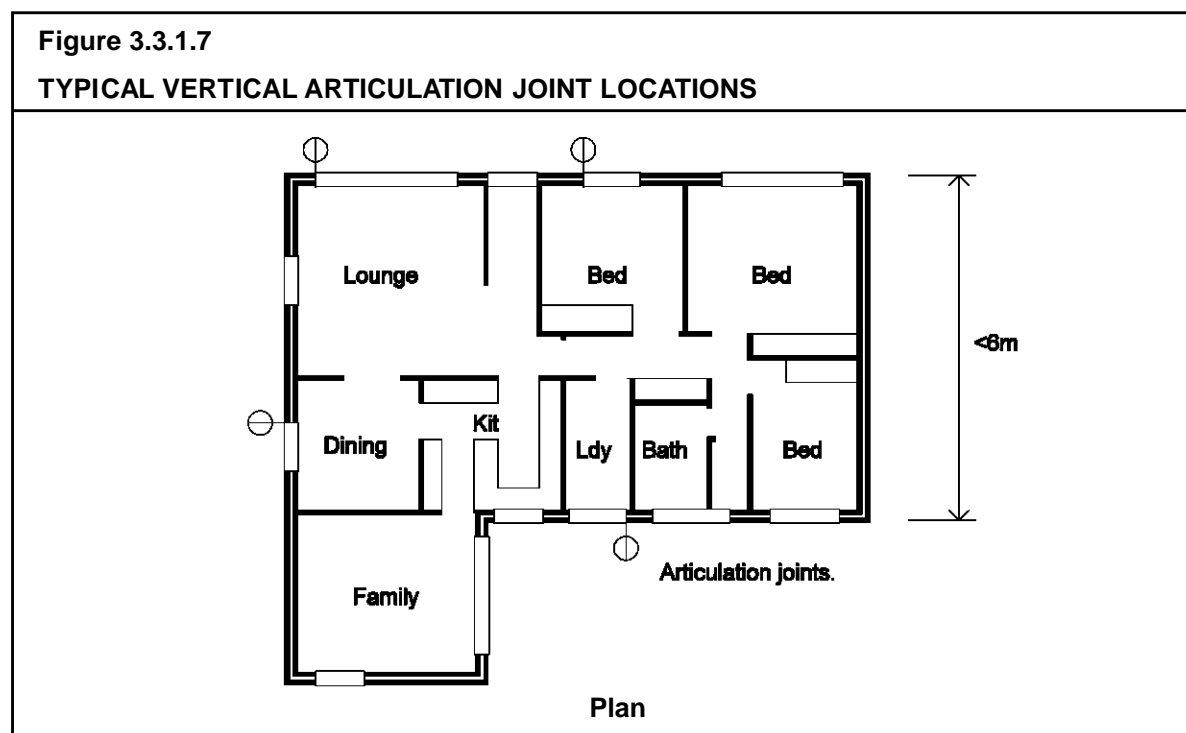 Figure 3.3.1.7
TYPICAL VERTICAL ARTICULATION JOINT LOCATIONS
Lounge
Bed
Bed
<6m
Dining
Kit
Ldy
Bath
Bed
Articulation joints.
Family
Plan